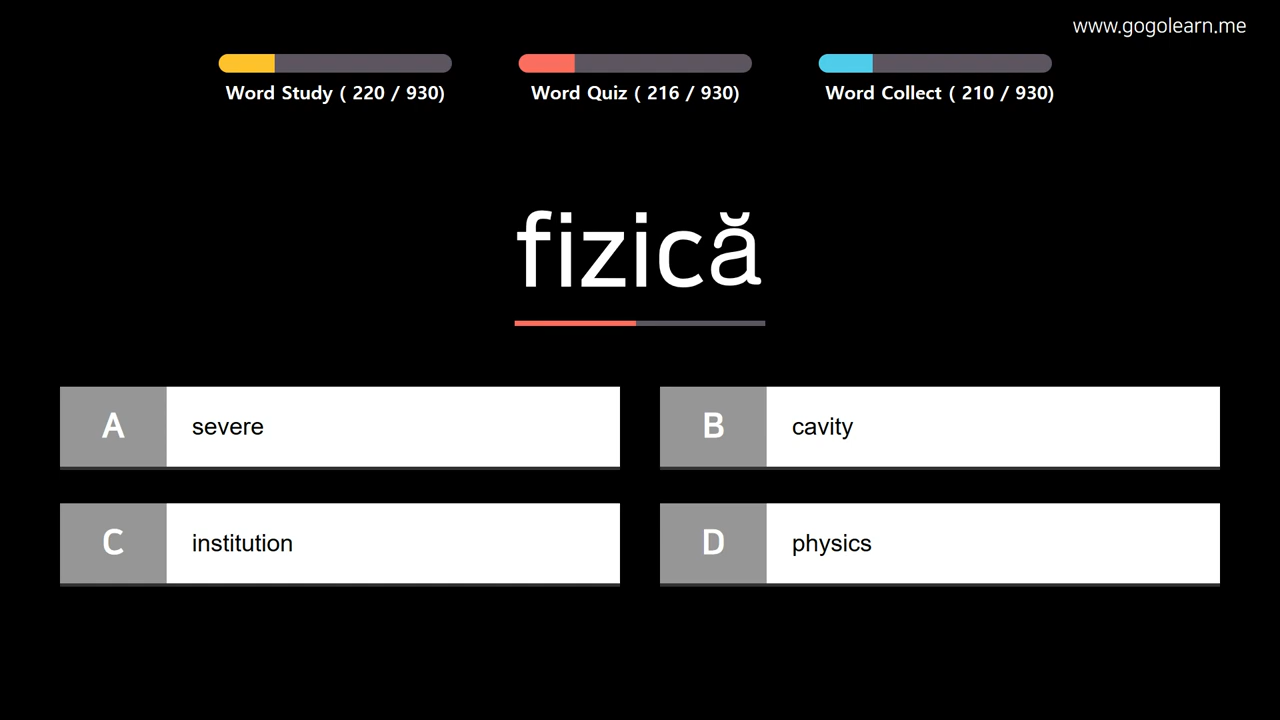 www.gogolearn.me
Word Study ( 220 / 930)
Word Quiz ( 216 / 930)
Word Collect ( 210 / 930)
fizică
A severe
B cavity
C institution
D physics